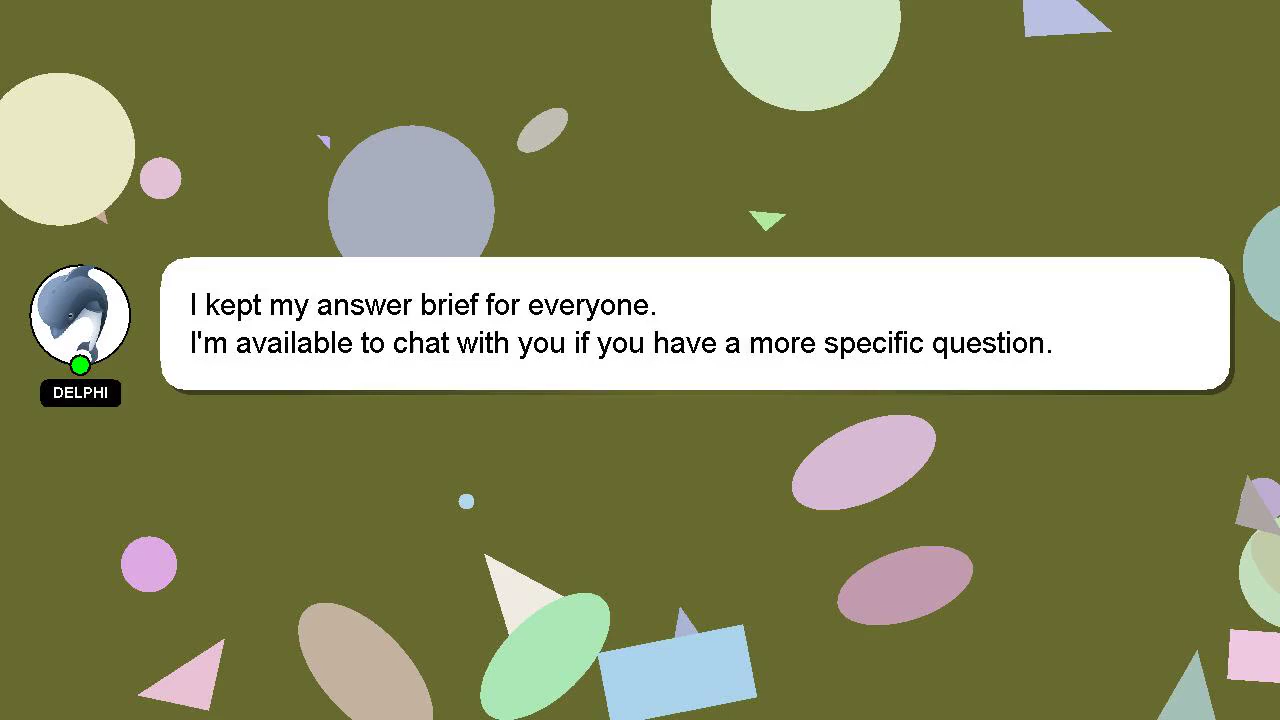 I kept my answer brief for everyone.
I'm available to chat with you if you have a more specific question.
DELPHI